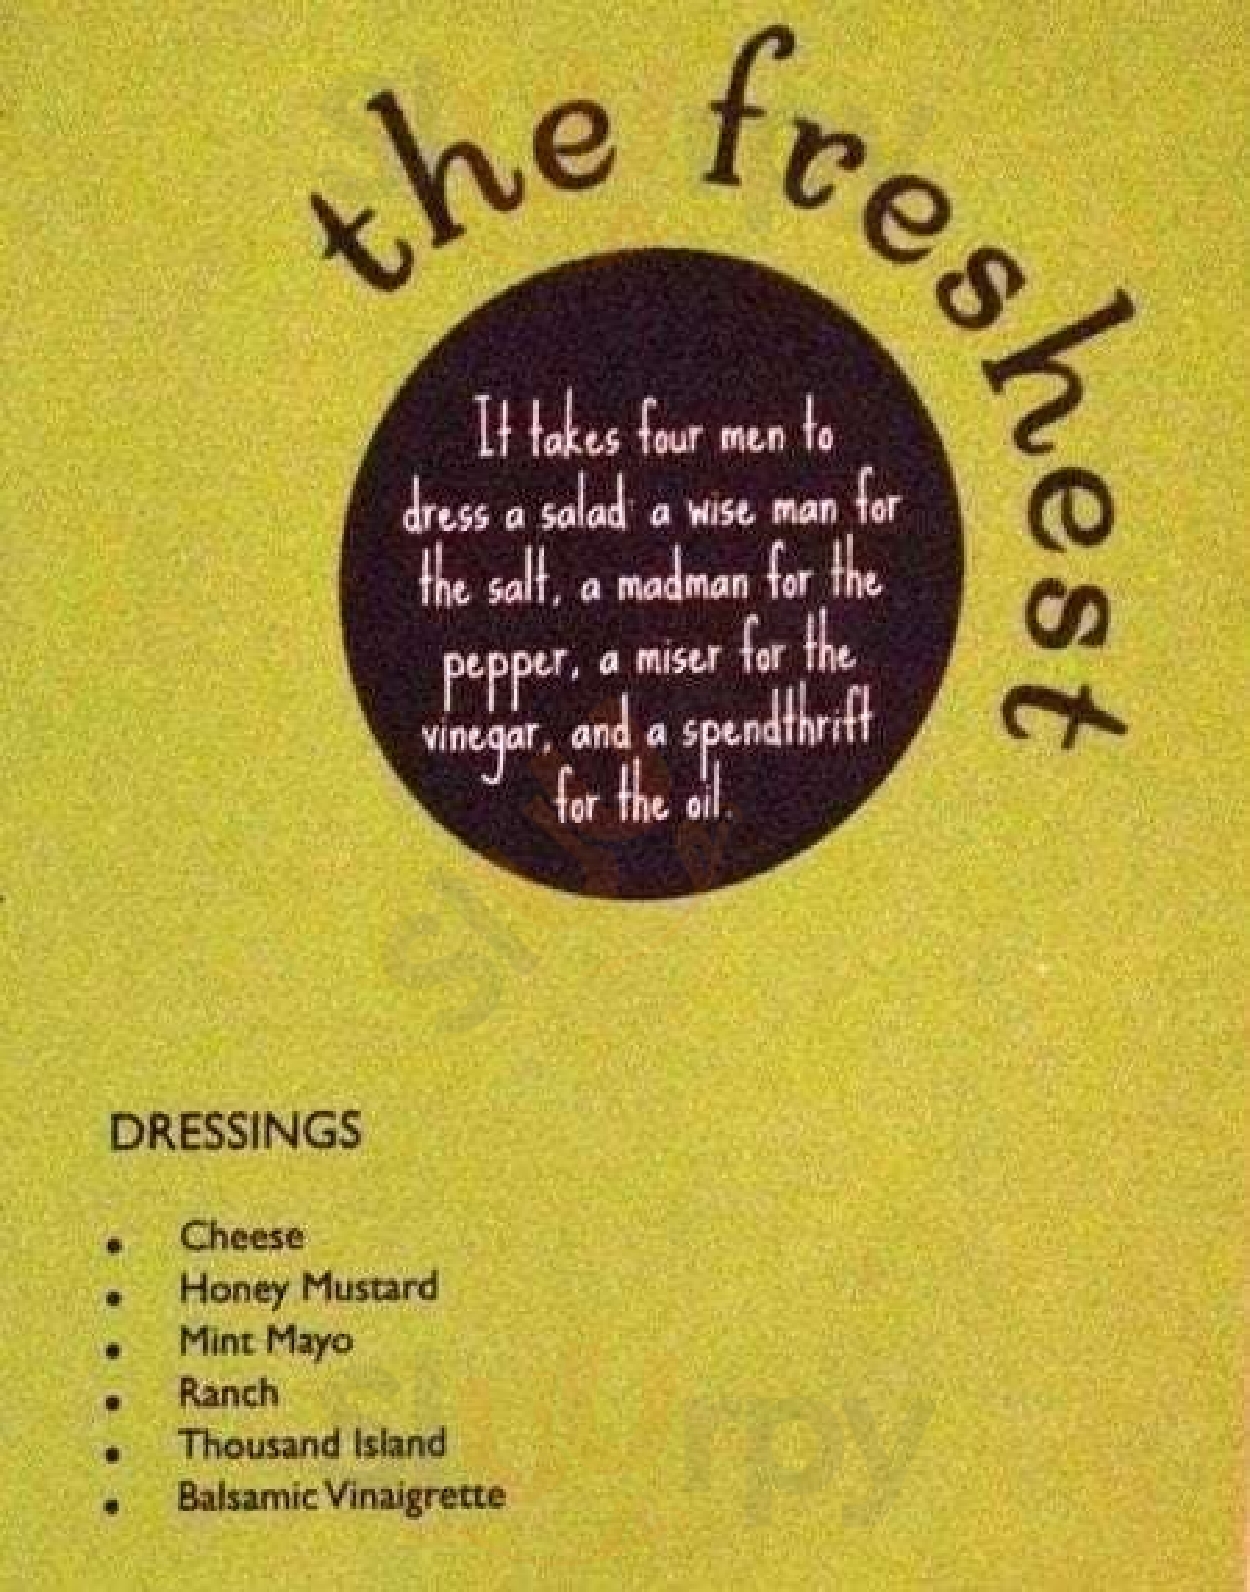 the freshest
It takes four men to
dress a salad: a wise man for
the salt, a madman for the
pepper, a miser for the
vinegar, and a spendthrift
for the oil.
DRESSINGS
• Cheese
• Honey Mustard
• Mint Mayo
• Ranch
• Thousand Island
• Balsamic Vinaigrette